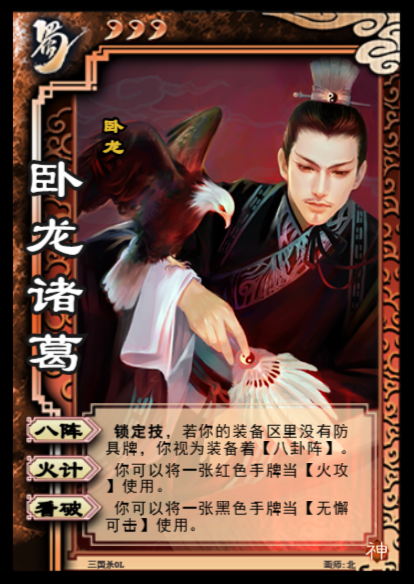 蜀
卧
龙
卧
龙
诸
葛
八阵
锁定技，若你的装备区里没有防
具牌，你视为装备着【八卦阵】。
火计
你可以将一张红色手牌当【火攻】
使用。
看破
你可以将一张黑色手牌当【无懈
可击】使用。
三国杀OL
画师：北
神